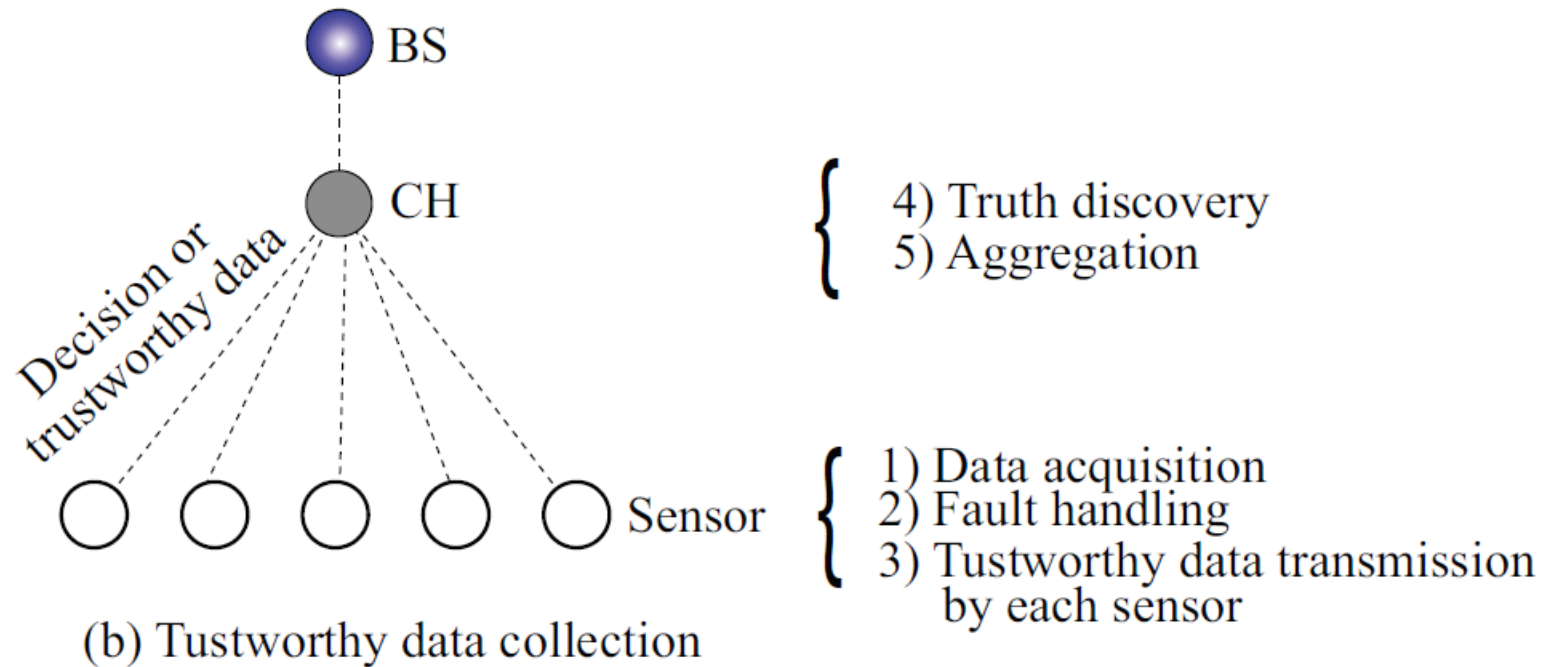 BS
CH
4) Truth discovery
5) Aggregation
Decision or
trustworthy data
Sensor
1) Data acquisition
2) Fault handling
3) Tustworthy data transmission
by each sensor
(b) Tustworthy data collection